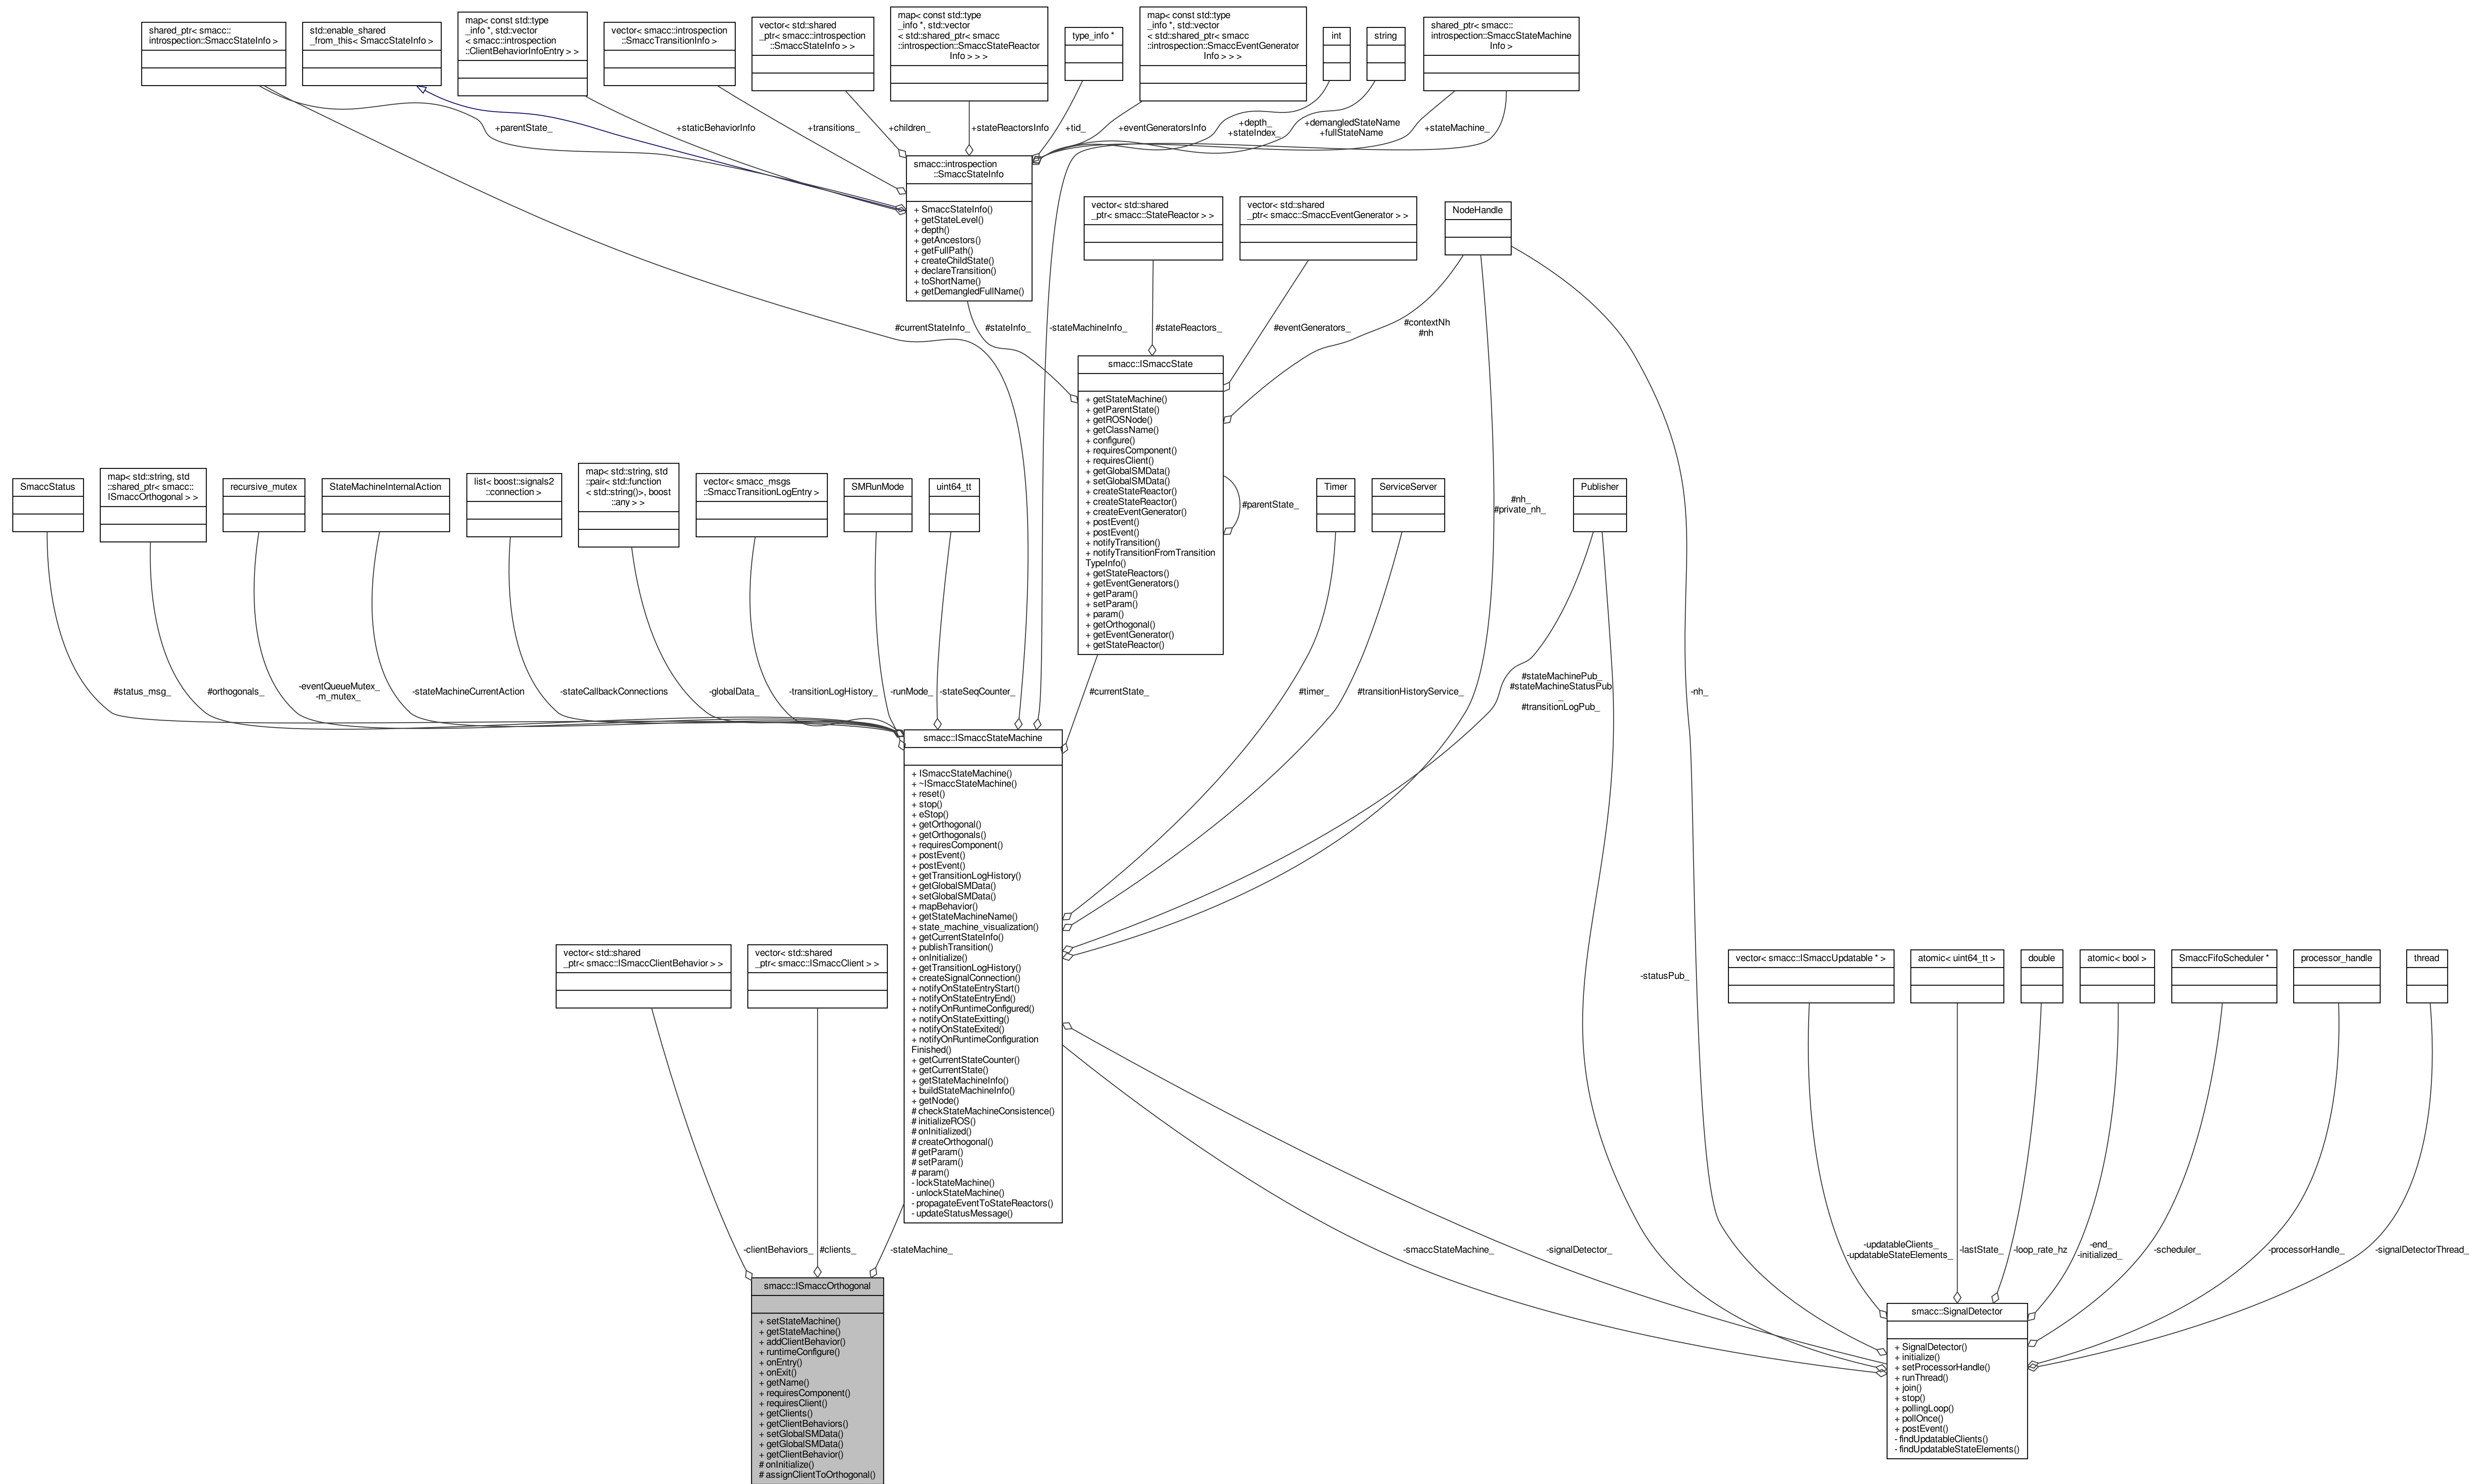 shared_ptr< smacc::
introspection::SmaccStateInfo >
std::enable_shared
_from_this< SmaccStateInfo >
map< const std::type
_info *, std::vector
< smacc::introspection
::ClientBehaviorInfoEntry > >
vector< smacc::introspection
::SmaccTransitionInfo >
vector< std::shared
_ptr< smacc::introspection
::SmaccStateInfo > >
map< const std::type
_info *, std::vector
< std::shared_ptr< smacc
::introspection::SmaccStateReactor
Info > > >
type_info *
map< const std::type
_info *, std::vector
< std::shared_ptr< smacc
::introspection::SmaccEventGenerator
Info > > >
int
string
shared_ptr< smacc::
introspection::SmaccStateMachine
Info >
+parentState_
+staticBehaviorInfo
+transitions_
+children_
+stateReactorsInfo
+tid_
+eventGeneratorsInfo
+depth_
+stateIndex_
+demangledStateName
+fullStateName
+stateMachine_
smacc::introspection
::SmaccStateInfo
+ SmaccStateInfo()
+ getStateLevel()
+ depth()
+ getAncestors()
+ getFullPath()
+ createChildState()
+ declareTransition()
+ toShortName()
+ getDemangledFullName()
vector< std::shared
_ptr< smacc::StateReactor > >
vector< std::shared
_ptr< smacc::SmaccEventGenerator > >
NodeHandle
#currentStateInfo_
#stateInfo_
-stateMachineInfo_
#stateReactors_
#eventGenerators_
#contextNh
#nh
smacc::ISmaccState
+ getStateMachine()
+ getParentState()
+ getROSNode()
+ getClassName()
+ configure()
+ requiresComponent()
+ requiresClient()
+ getGlobalSMData()
+ setGlobalSMData()
+ createStateReactor()
+ createStateReactor()
+ createEventGenerator()
+ postEvent()
+ postEvent()
+ notifyTransition()
+ notifyTransitionFromTransition
TypeInfo()
+ getStateReactors()
+ getEventGenerators()
+ getParam()
+ setParam()
+ param()
+ getOrthogonal()
+ getEventGenerator()
+ getStateReactor()
#parentState_
SmaccStatus
map< std::string, std
::shared_ptr< smacc::
ISmaccOrthogonal > >
recursive_mutex
StateMachineInternalAction
list< boost::signals2
::connection >
map< std::string, std
::pair< std::function
< std::string()>, boost
::any > >
vector< smacc_msgs
::SmaccTransitionLogEntry >
SMRunMode
uint64_tt
Timer
ServiceServer
#nh_
#private_nh_
Publisher
#status_msg_
#orthogonals_
-eventQueueMutex_
-m_mutex_
-stateMachineCurrentAction
-stateCallbackConnections
-globalData_
-transitionLogHistory_
-runMode_
-stateSeqCounter_
#currentState_
#timer_
#transitionHistoryService_
#stateMachinePub_
#stateMachineStatusPub
_
#transitionLogPub_
-nh_
smacc::ISmaccStateMachine
+ ISmaccStateMachine()
+ ~ISmaccStateMachine()
+ reset()
+ stop()
+ eStop()
+ getOrthogonal()
+ getOrthogonals()
+ requiresComponent()
+ postEvent()
+ postEvent()
+ getTransitionLogHistory()
+ getGlobalSMData()
+ setGlobalSMData()
+ mapBehavior()
+ getStateMachineName()
+ state_machine_visualization()
+ getCurrentStateInfo()
+ publishTransition()
+ onInitialize()
+ getTransitionLogHistory()
+ createSignalConnection()
+ notifyOnStateEntryStart()
+ notifyOnStateEntryEnd()
+ notifyOnRuntimeConfigured()
+ notifyOnStateExitting()
+ notifyOnStateExited()
+ notifyOnRuntimeConfiguration
Finished()
+ getCurrentStateCounter()
+ getCurrentState()
+ getStateMachineInfo()
+ buildStateMachineInfo()
+ getNode()
# checkStateMachineConsistence()
# initializeROS()
# onInitialized()
# createOrthogonal()
# getParam()
# setParam()
# param()
- lockStateMachine()
- unlockStateMachine()
- propagateEventToStateReactors()
- updateStatusMessage()
vector< std::shared
_ptr< smacc::ISmaccClientBehavior > >
vector< std::shared
_ptr< smacc::ISmaccClient > >
-statusPub_
vector< smacc::ISmaccUpdatable * >
atomic< uint64_tt >
double
atomic< bool >
SmaccFifoScheduler *
processor_handle
thread
-clientBehaviors_
#clients_
-stateMachine_
-smaccStateMachine_
-signalDetector_
-updatableClients_
-updatableStateElements_
-lastState_
-loop_rate_hz
-end_
-initialized_
-scheduler_
-processorHandle_
-signalDetectorThread_
smacc::ISmaccOrthogonal
+ setStateMachine()
+ getStateMachine()
+ addClientBehavior()
+ runtimeConfigure()
+ onEntry()
+ onExit()
+ getName()
+ requiresComponent()
+ requiresClient()
+ getClients()
+ getClientBehaviors()
+ setGlobalSMData()
+ getGlobalSMData()
+ getClientBehavior()
# onInitialize()
# assignClientToOrthogonal()
smacc::SignalDetector
+ SignalDetector()
+ initialize()
+ setProcessorHandle()
+ runThread()
+ join()
+ stop()
+ pollingLoop()
+ pollOnce()
+ postEvent()
- findUpdatableClients()
- findUpdatableStateElements()